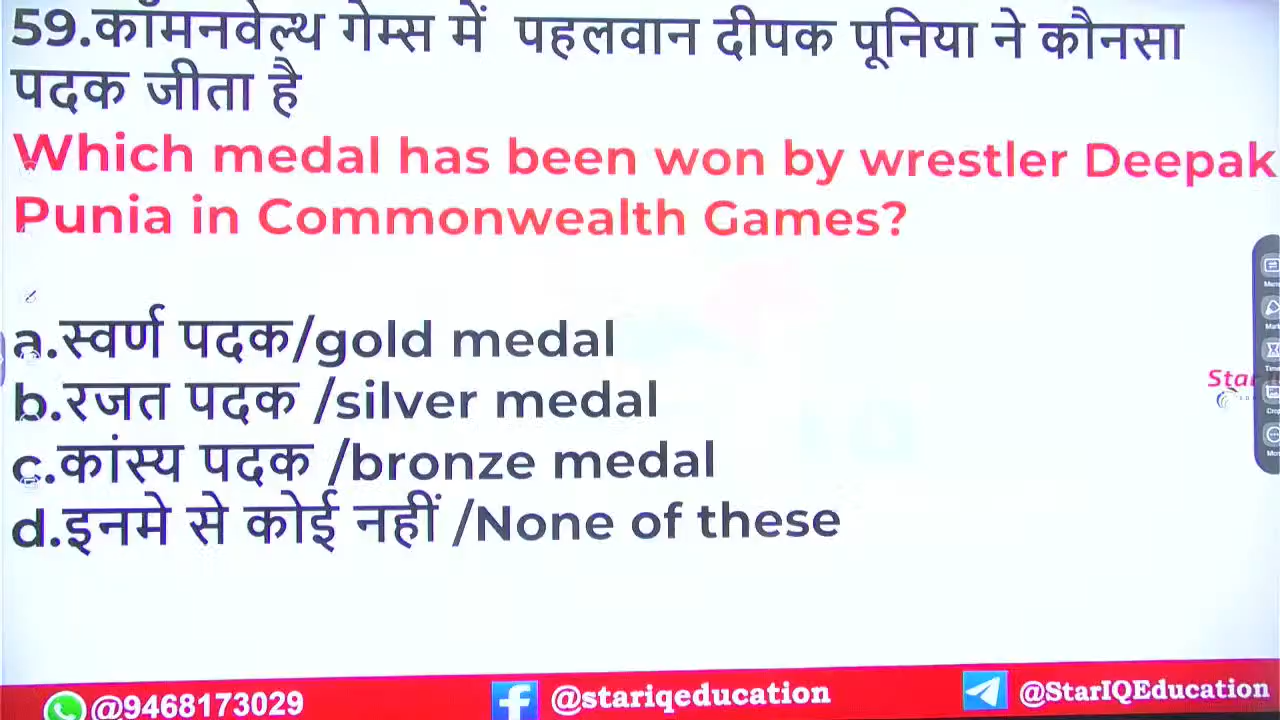 59.कॉमनवेल्थ गेम्स में पहलवान दीपक पूनिया ने कौनसा
पदक जीता है
Which medal has been won by wrestler Deepak
Punia in Commonwealth Games?
a.स्वर्ण पदक/gold medal
b.रजत पदक /silver medal
c.कांस्य पदक /bronze medal
d.इनमे से कोई नहीं /None of these
Star
@9468173029
@stariqeducation
@StarIQEducation